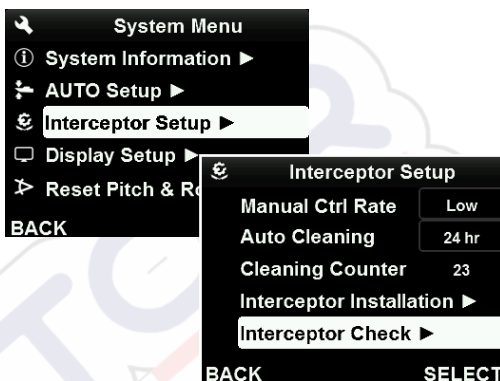 System Menu
System Information ▶
AUTO Setup ▶
Interceptor Setup ▶
Display Setup ▶
Reset Pitch &
BACK
Interceptor Setup
Manual Ctrl Rate Low
Auto Cleaning 24 hr
Cleaning Counter 23
Interceptor Installation ▶
Interceptor Check ▶
BACK SELECT